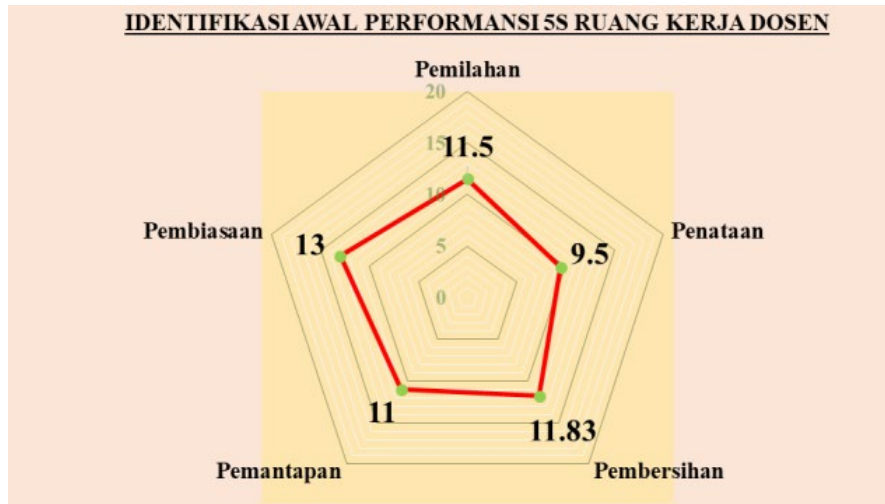 IDENTIFIKASI AWAL PERFORMANSI 5S RUANG KERJA DOSEN
Pemilahan
20
15
11.5
10
Pembiasaan
13
5
9.5
Penataan
0
11
11.83
Pemantapan
Pembersihan